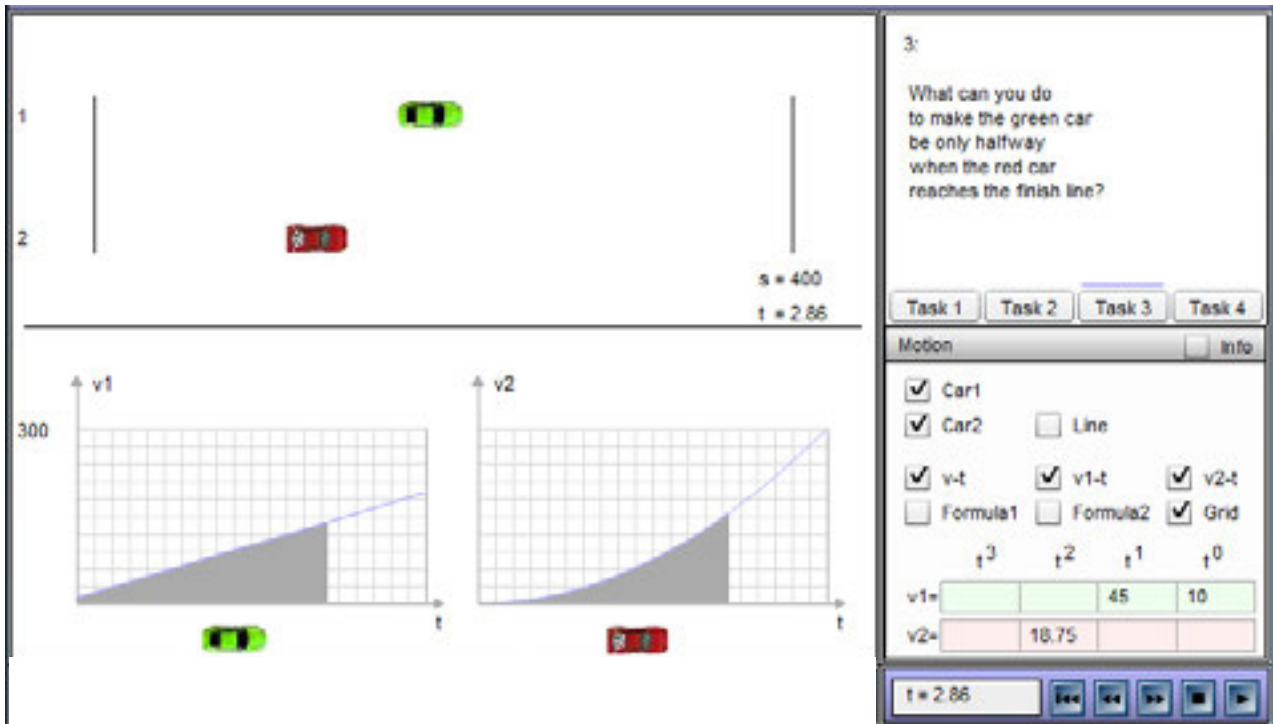 1
2
s = 400
t = 2.86
v1
300
t
v2
t
3:
What can you do
to make the green car
be only halfway
when the red car
reaches the finish line?
Task 1 Task 2 Task 3 Task 4
Motion Info
Car1
Car2 Line
v-t v1-t v2-t
Formula1 Formula2 Grid
t³ t² t¹ t⁰
v1= 45 10
v2= 18.75
t = 2.86